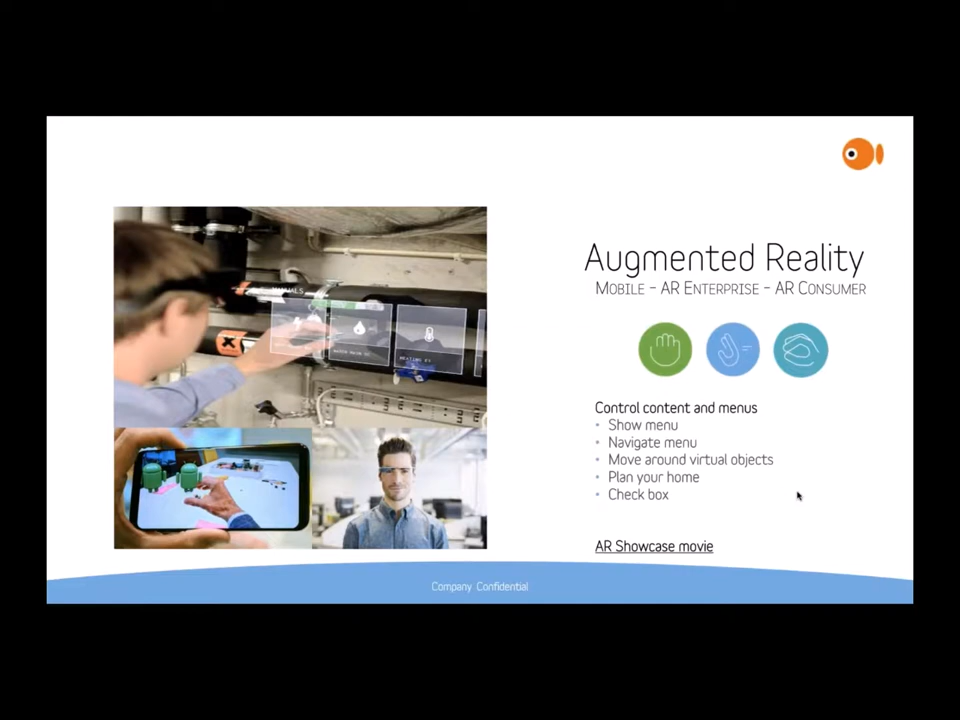 Augmented Reality
Mobile - AR Enterprise - AR Consumer
Control content and menus
• Show menu
• Navigate menu
• Move around virtual objects
• Plan your home
• Check box
AR Showcase movie
Company Confidential